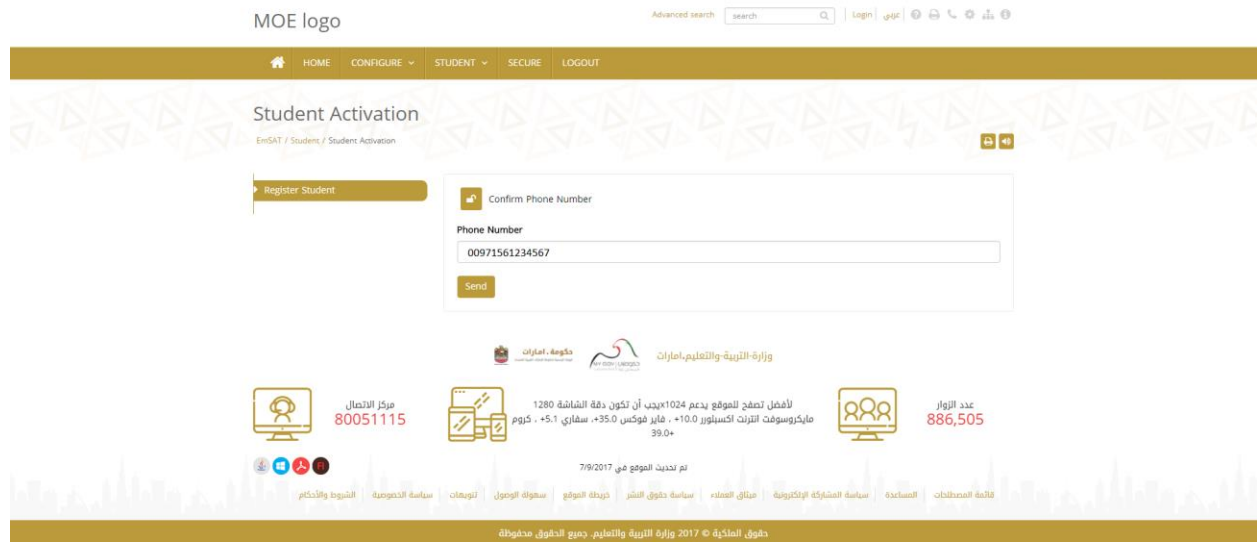 MOE logo
Advanced search search Login عربي
HOME CONFIGURE STUDENT SECURE LOGOUT
Student Activation
EmSAT / Student / Student Activation
Register Student
Confirm Phone Number
Phone Number
00971561234567
Send
وزارة-التربية-والتعليم.امارات
حكومة.امارات
عدد الزوار
886,505
لأفضل تصفح للموقع يدعم 1024xيجب أن تكون دقة الشاشة 1280
مايكروسوفت انترنت اكسبلورر 10.0+ ، فاير فوكس 35.0+، سفاري 5.1+ ، كروم
39.0+
مركز الاتصال
80051115
تم تحديث الموقع في 7/9/2017
قائمة المصطلحات المساعدة سياسة المشاركة الإلكترونية ميثاق العملاء سياسة حقوق النشر خريطة الموقع سهولة الوصول تنويهات سياسة الخصوصية الشروط والأحكام
حقوق الملكية © 2017 وزارة التربية والتعليم. جميع الحقوق محفوظة